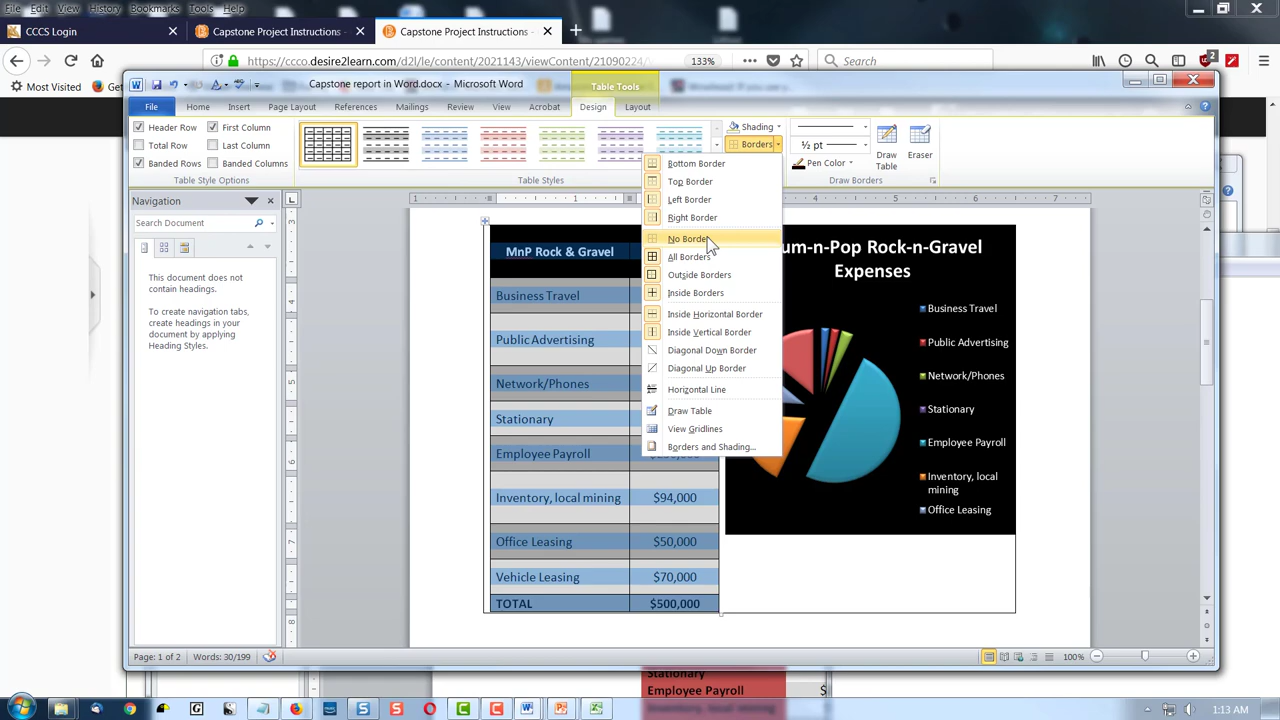 File Edit View History Bookmarks Tools Help
CCCS Login
Capstone Project Instructions -
Capstone Project Instructions -
https://ccco.desire2learn.com/d2l/le/content/2021143/viewContent/21090224
133%
Search
2
Most Visited
Getting
Capstone report in Word.docx - Microsoft Word
Table Tools
File Home Insert Page Layout References Mailings Review View Acrobat Design Layout
Header Row First Column
Total Row Last Column
Banded Rows Banded Columns
Table Style Options
Table Styles
Shading
Borders
½ pt
Pen Color
Draw Table
Eraser
Draw Borders
Bottom Border
Top Border
Left Border
Right Border
No Border
All Borders
Outside Borders
Inside Borders
Inside Horizontal Border
Inside Vertical Border
Diagonal Down Border
Diagonal Up Border
Horizontal Line
Draw Table
View Gridlines
Borders and Shading...
Navigation
Search Document
This document does not
contain headings.
To create navigation tabs,
create headings in your
document by applying
Heading Styles.
MnP Rock & Gravel
Business Travel
Public Advertising
Network/Phones
Stationary
Employee Payroll
Inventory, local mining $94,000
Office Leasing $50,000
Vehicle Leasing $70,000
TOTAL $500,000
um-n-Pop Rock-n-Gravel
Expenses
Business Travel
Public Advertising
Network/Phones
Stationary
Employee Payroll
Inventory, local
mining
Office Leasing
Page: 1 of 2 Words: 30/199
100%
Stationary
Employee Payroll $
Inventory, local mining
1:13 AM